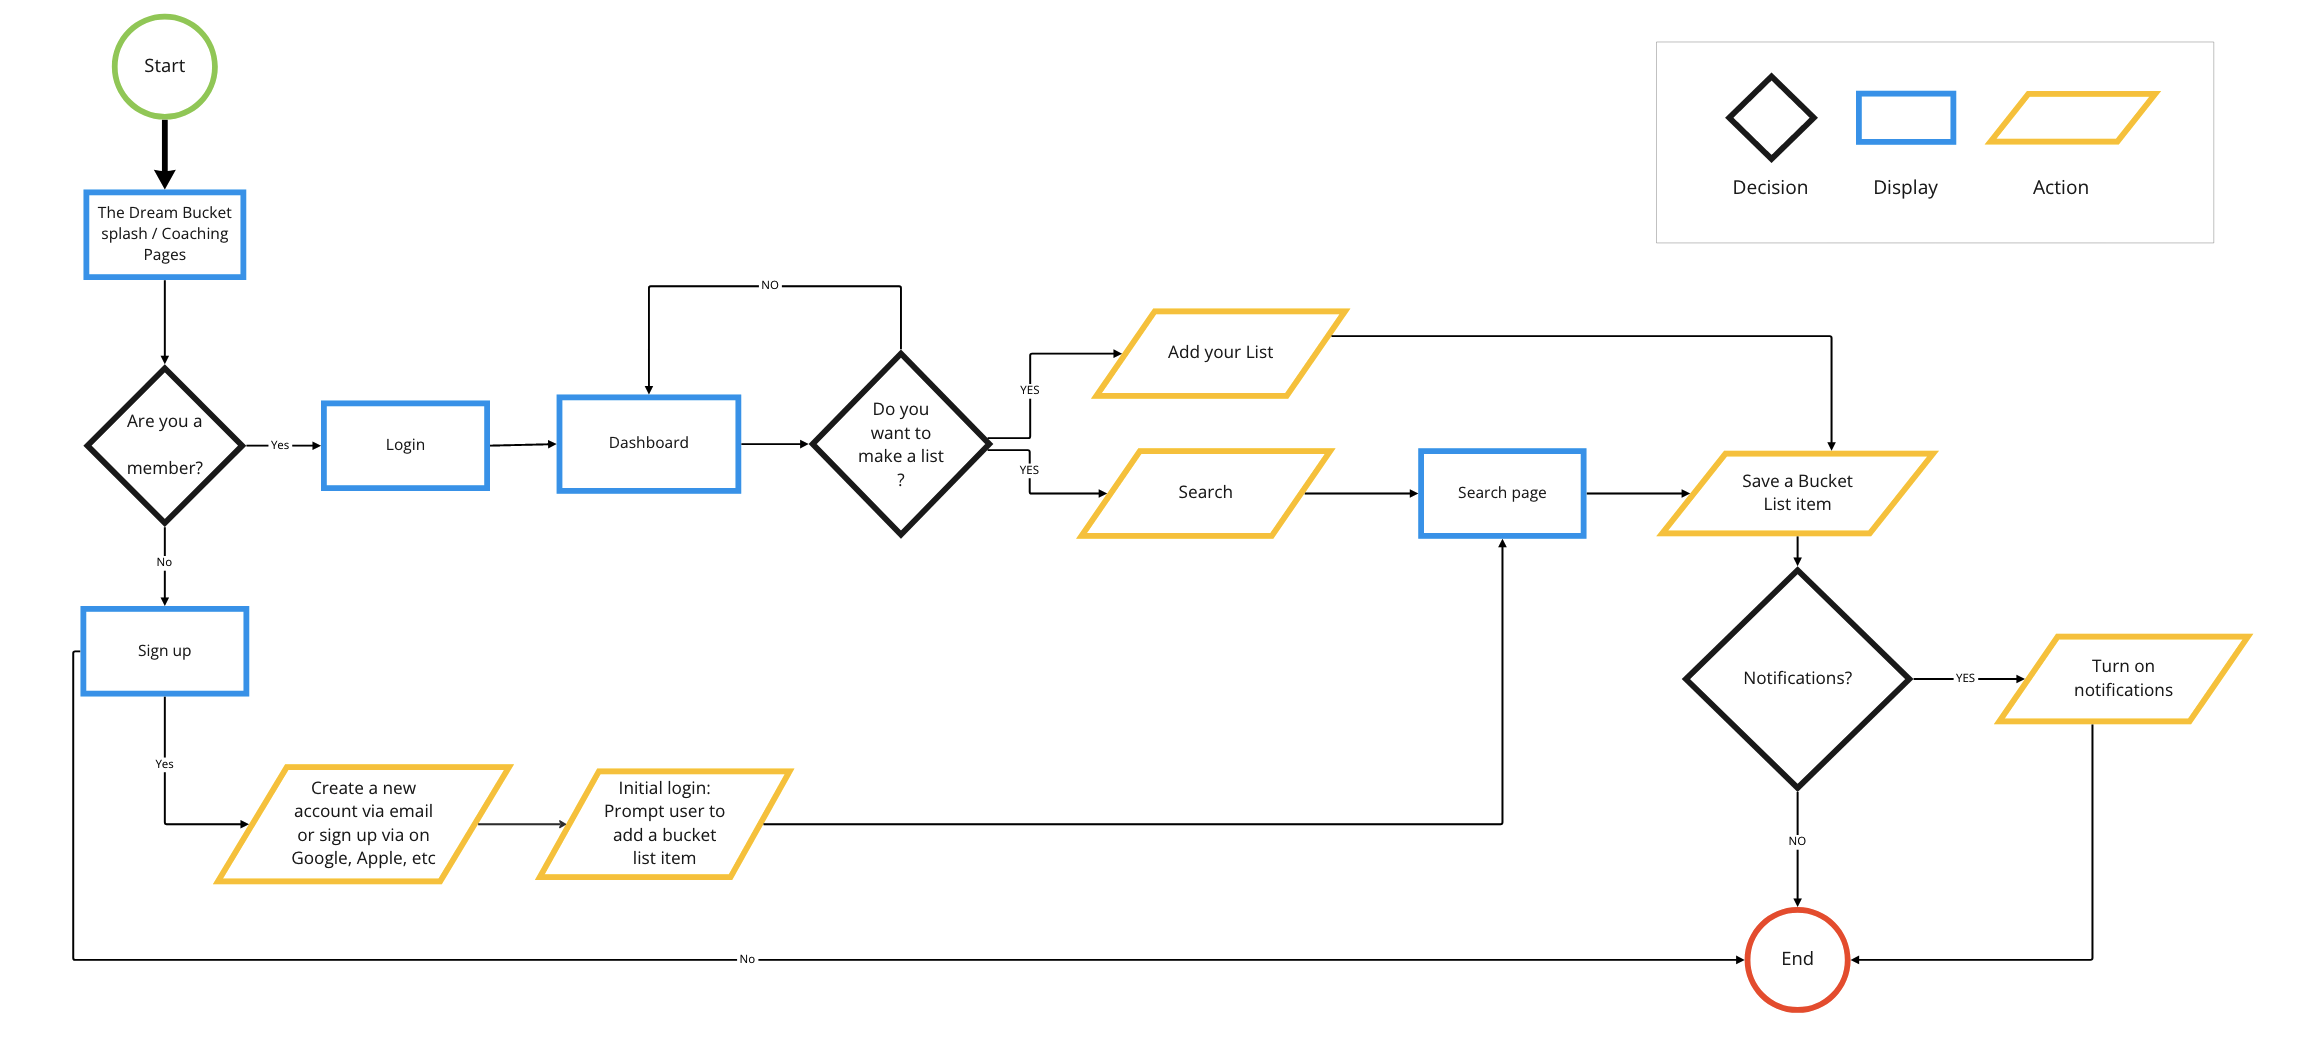 Start
Decision
Display
Action
The Dream Bucket
splash / Coaching
Pages
NO
Add your List
YES
Are you a
member?
Yes
Login
Dashboard
Do you
want to
make a list
?
YES
Search
Search page
Save a Bucket
List item
No
Sign up
Notifications?
YES
Turn on
notifications
Yes
Create a new
account via email
or sign up via on
Google, Apple, etc
Initial login:
Prompt user to
add a bucket
list item
NO
No
End